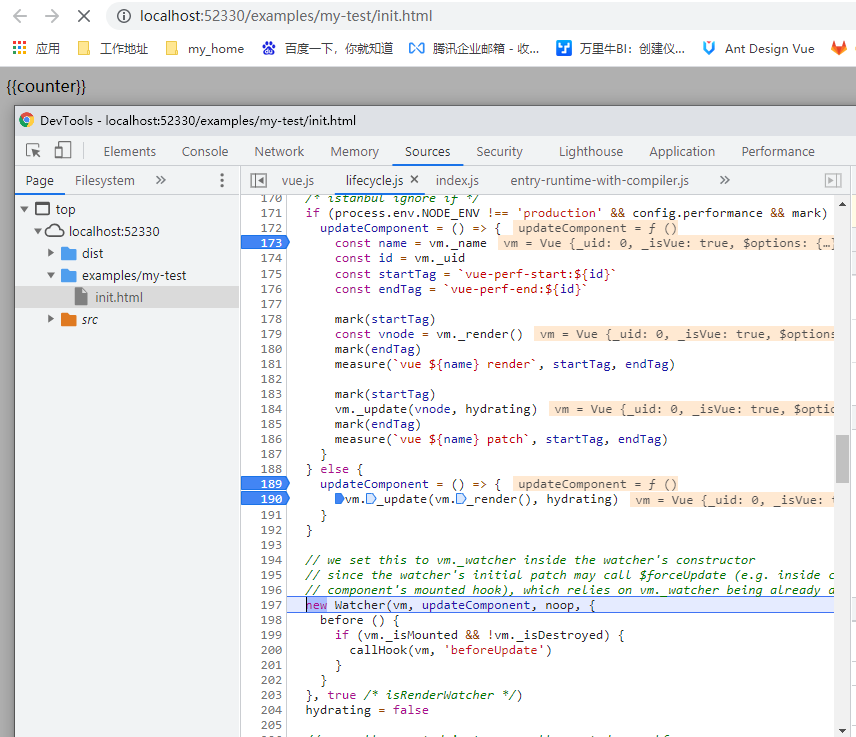 localhost:52330/examples/my-test/init.html
应用 工作地址 my_home 百度一下，你就知道 腾讯企业邮箱 - 收... 万里牛BI：创建仪... Ant Design Vue
{{counter}}
DevTools - localhost:52330/examples/my-test/init.html
Elements Console Network Memory Sources Security Lighthouse Application Performance
Page Filesystem »
vue.js lifecycle.js × index.js entry-runtime-with-compiler.js »
top
localhost:52330
dist
examples/my-test
init.html
src
170 /* istanbul ignore if */
171 if (process.env.NODE_ENV !== 'production' && config.performance && mark)
172 updateComponent = () => { updateComponent = ƒ ()
173 const name = vm._name vm = Vue {_uid: 0, _isVue: true, $options: {…}
174 const id = vm._uid
175 const startTag = `vue-perf-start:${id}`
176 const endTag = `vue-perf-end:${id}`
177
178 mark(startTag)
179 const vnode = vm._render() vm = Vue {_uid: 0, _isVue: true, $options
180 mark(endTag)
181 measure(`vue ${name} render`, startTag, endTag)
182
183 mark(startTag)
184 vm._update(vnode, hydrating) vm = Vue {_uid: 0, _isVue: true, $optio
185 mark(endTag)
186 measure(`vue ${name} patch`, startTag, endTag)
187 }
188 } else {
189 updateComponent = () => { updateComponent = ƒ ()
190 vm._update(vm._render(), hydrating) vm = Vue {_uid: 0, _isVue: t
191 }
192 }
193
194 // we set this to vm._watcher inside the watcher's constructor
195 // since the watcher's initial patch may call $forceUpdate (e.g. inside c
196 // component's mounted hook), which relies on vm._watcher being already d
197 new Watcher(vm, updateComponent, noop, {
198 before () {
199 if (vm._isMounted && !vm._isDestroyed) {
200 callHook(vm, 'beforeUpdate')
201 }
202 }
203 }, true /* isRenderWatcher */)
204 hydrating = false
205